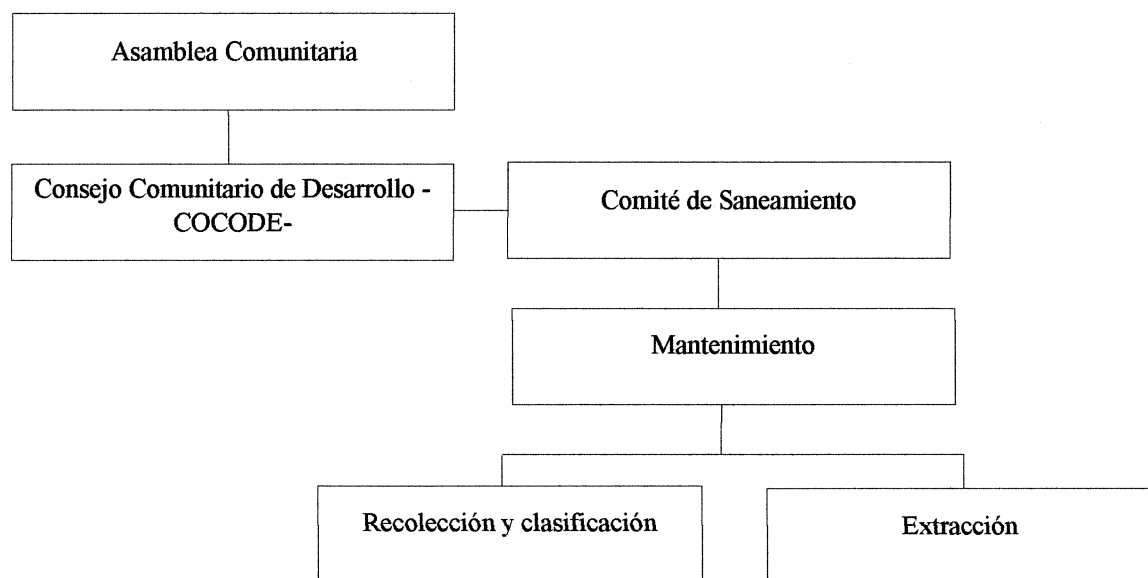 Asamblea Comunitaria
Consejo Comunitario de Desarrollo -
COCODE-
Comité de Saneamiento
Mantenimiento
Recolección y clasificación
Extracción